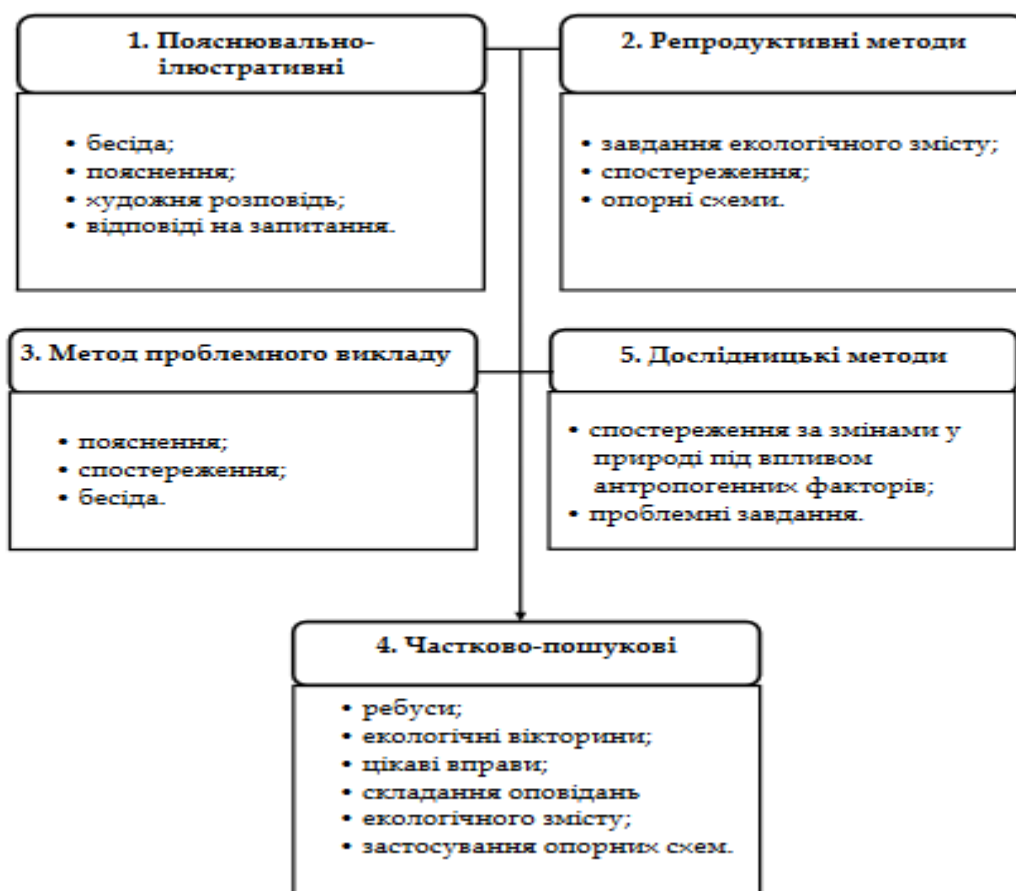 1. Пояснювально-
ілюстративні
• бесіда;
• пояснення;
• художня розповідь;
• відповіді на запитання.
2. Репродуктивні методи
• завдання екологічного змісту;
• спостереження;
• опорні схеми.
3. Метод проблемного викладу
• пояснення;
• спостереження;
• бесіда.
5. Дослідницькі методи
• спостереження за змінами у
природі під впливом
антропогенних факторів;
• проблемні завдання.
4. Частково-пошукові
• ребуси;
• екологічні вікторини;
• цікаві вправи;
• складання оповідань
• екологічного змісту;
• застосування опорних схем.